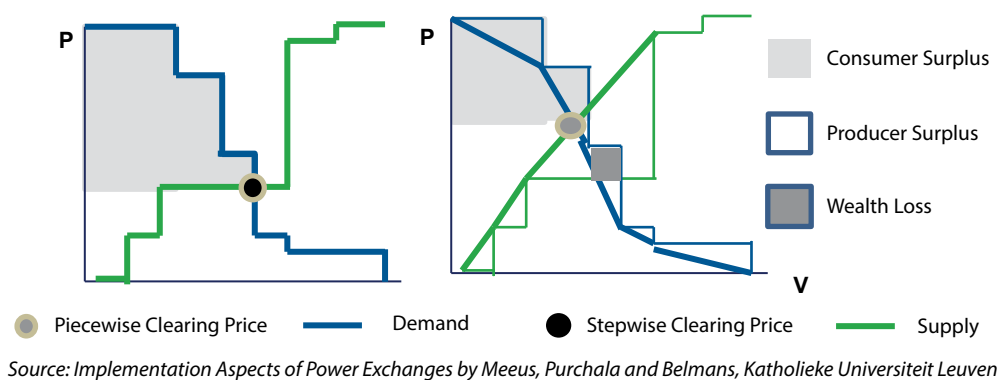 P
P
V
Consumer Surplus
Producer Surplus
Wealth Loss
Piecewise Clearing Price
Demand
Stepwise Clearing Price
Supply
Source: Implementation Aspects of Power Exchanges by Meeus, Purchala and Belmans, Katholieke Universiteit Leuven